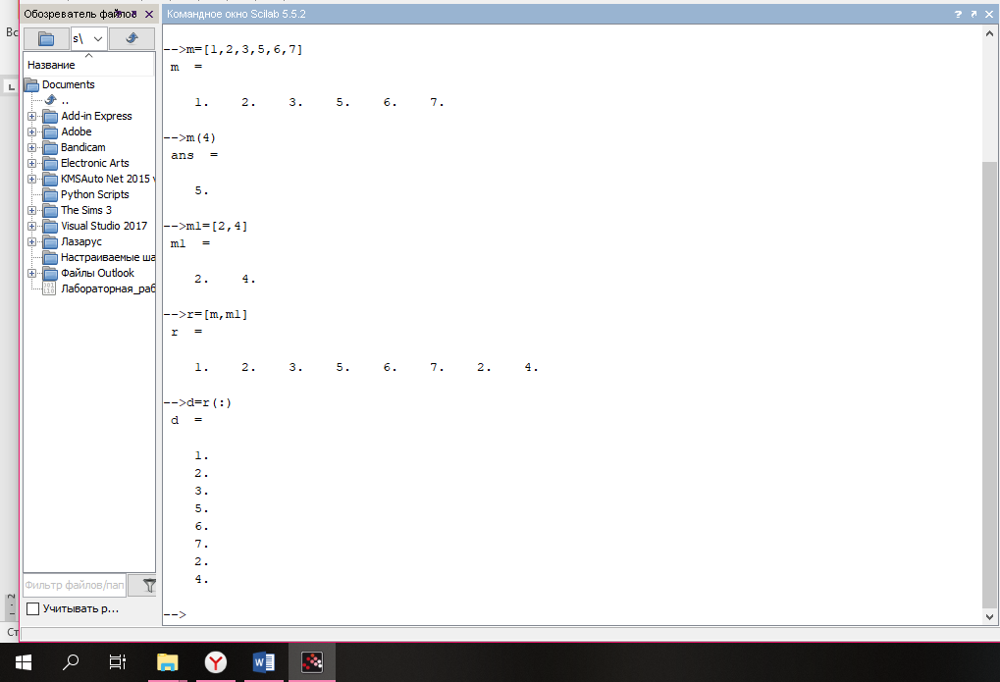 Обозреватель файлов
Вс
s\
Название
Documents
..
Add-in Express
Adobe
Bandicam
Electronic Arts
KMSAuto Net 2015 v
Python Scripts
The Sims 3
Visual Studio 2017
Лазарус
Настраиваемые ша
Файлы Outlook
Лабораторная_раб
Фильтр файлов/пап
Учитывать р...
Ст
Командное окно Scilab 5.5.2
-->m=[1,2,3,5,6,7]
m =
1. 2. 3. 5. 6. 7.
-->m(4)
ans =
5.
-->m1=[2,4]
m1 =
2. 4.
-->r=[m,m1]
r =
1. 2. 3. 5. 6. 7. 2. 4.
-->d=r(:)
d =
1.
2.
3.
5.
6.
7.
2.
4.
-->